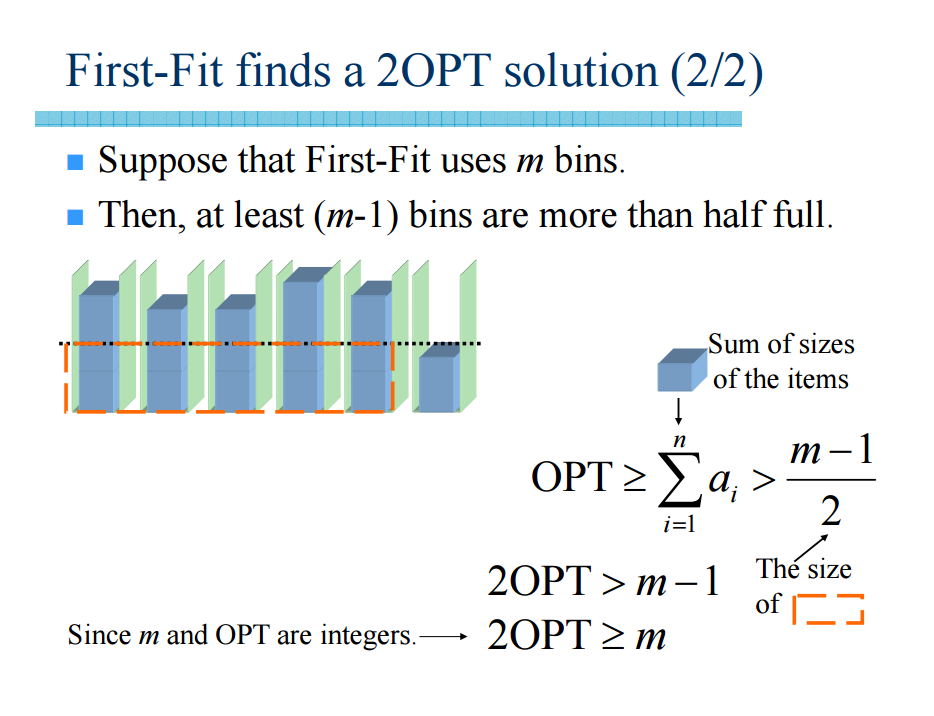 First-Fit finds a 2OPT solution (2/2)
Suppose that First-Fit uses m bins.
Then, at least (m-1) bins are more than half full.
Sum of sizes
of the items
OPT ≥ ∑_{i=1}^{n} a_i > \frac{m − 1}{2}
The size
of
2OPT > m − 1
Since m and OPT are integers.
2OPT ≥ m